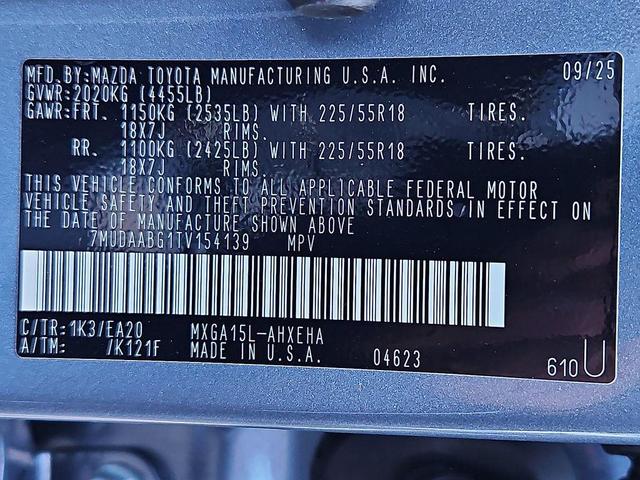 MFD.BY:MAZDA TOYOTA MANUFACTURING U.S.A. INC. 09/25
GVWR:2020KG (4455LB)
GAWR:FRT. 1150KG (2535LB) WITH 225/55R18 TIRES.
18X7J RIMS.
RR. 1100KG (2425LB) WITH 225/55R18 TIRES.
18X7J RIMS.
THIS VEHICLE CONFORMS TO ALL APPLICABLE FEDERAL MOTOR
VEHICLE SAFETY AND THEFT PREVENTION STANDARDS IN EFFECT ON
THE DATE OF MANUFACTURE SHOWN ABOVE
7MUDAABG1TV154139 MPV
C/TR:1K3/EA20 MXGA15L-AHXEHA
A/TM: /K121F MADE IN U.S.A. 04623
610U